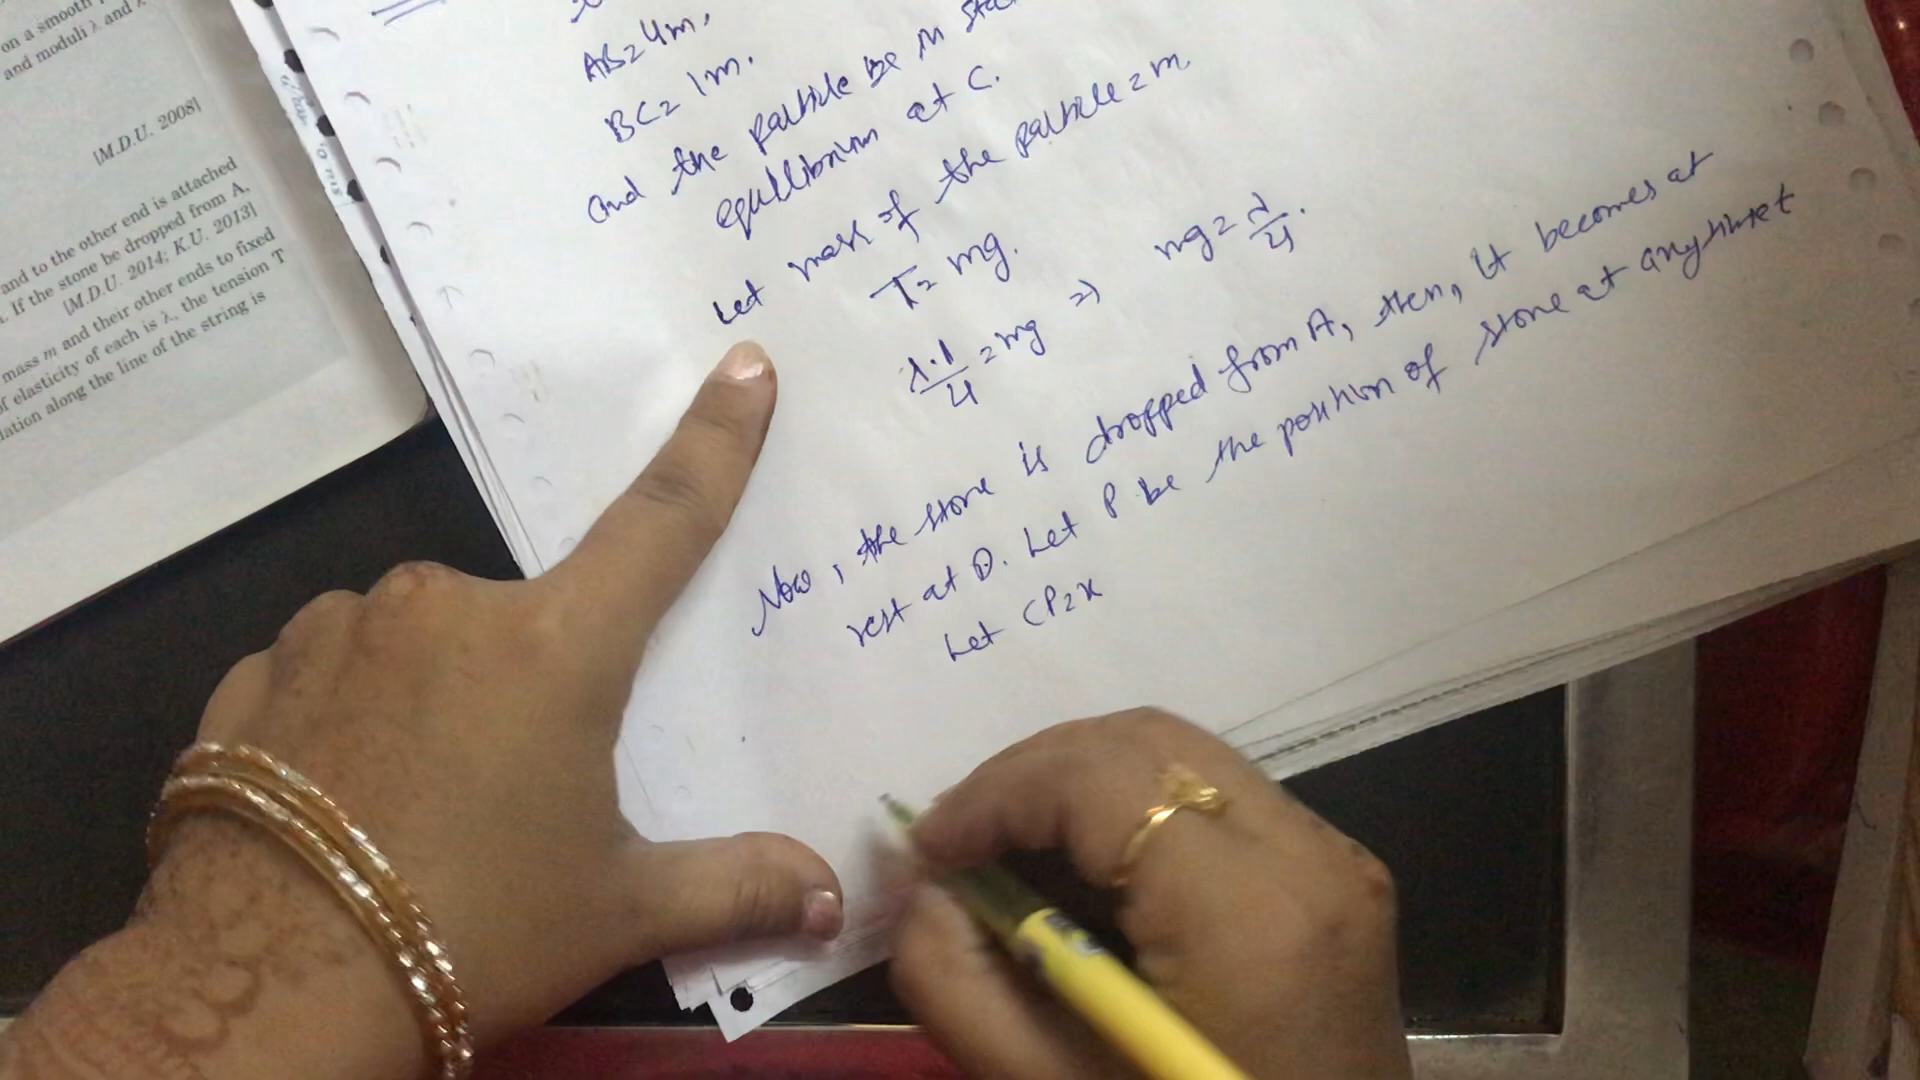 on a smooth
and moduli λ and
[M.D.U. 2008]
and to the other end is attached
. If the stone be dropped from A,
[M.D.U. 2014; K.U. 2013]
mass m and their other ends to fixed
of elasticity of each is λ, the tension T
lation along the line of the string is
AB=4m,
BC=1m.
and the particle be in
equilibrium at C.
Let mass of the particle=m.
T=mg.
λ.1/4=mg => mg=λ/4.
Now, the stone is dropped from A, then, it becomes at
rest at D. Let P be the position of stone at anytime t
Let CP=x